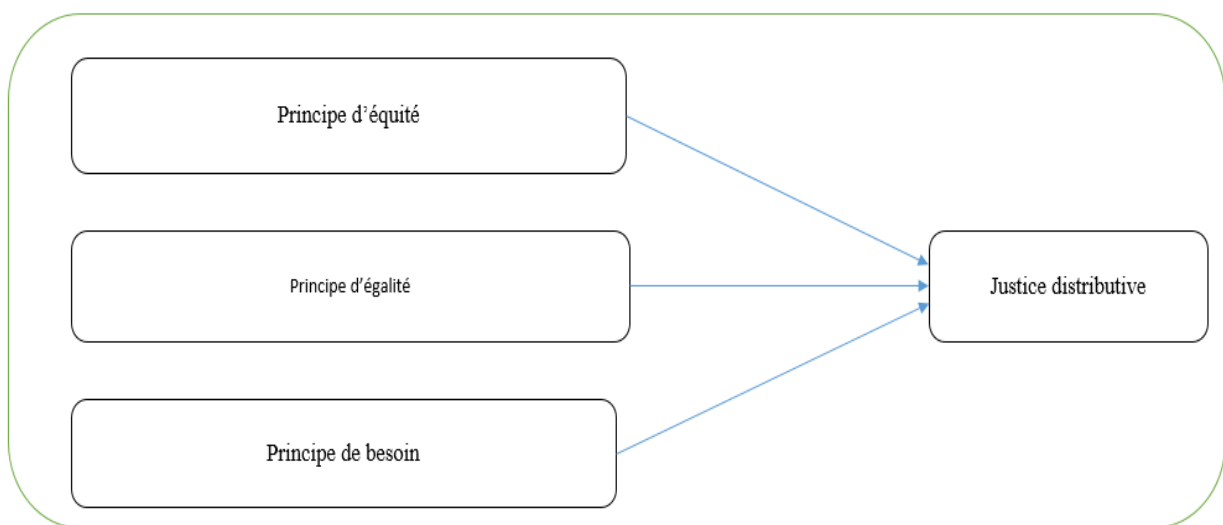 Principe d’équité
Principe d’égalité
Justice distributive
Principe de besoin